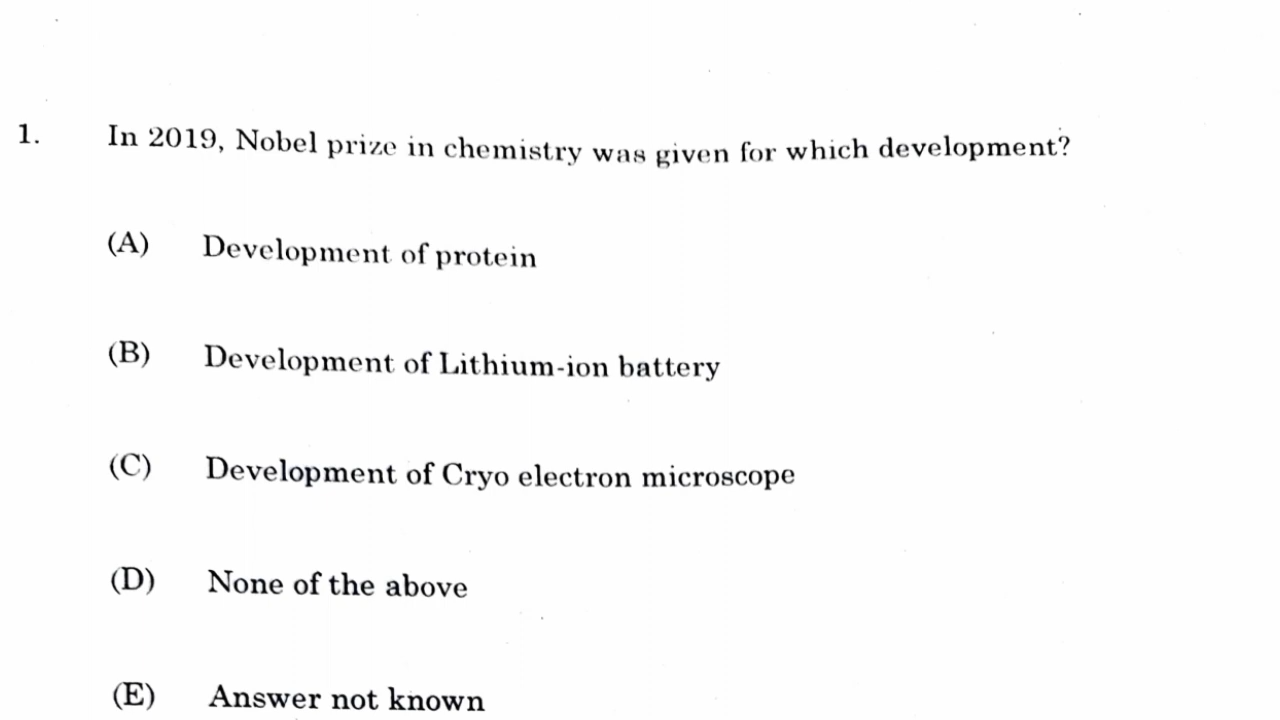 1. In 2019, Nobel prize in chemistry was given for which development?
(A) Development of protein
(B) Development of Lithium-ion battery
(C) Development of Cryo electron microscope
(D) None of the above
(E) Answer not known